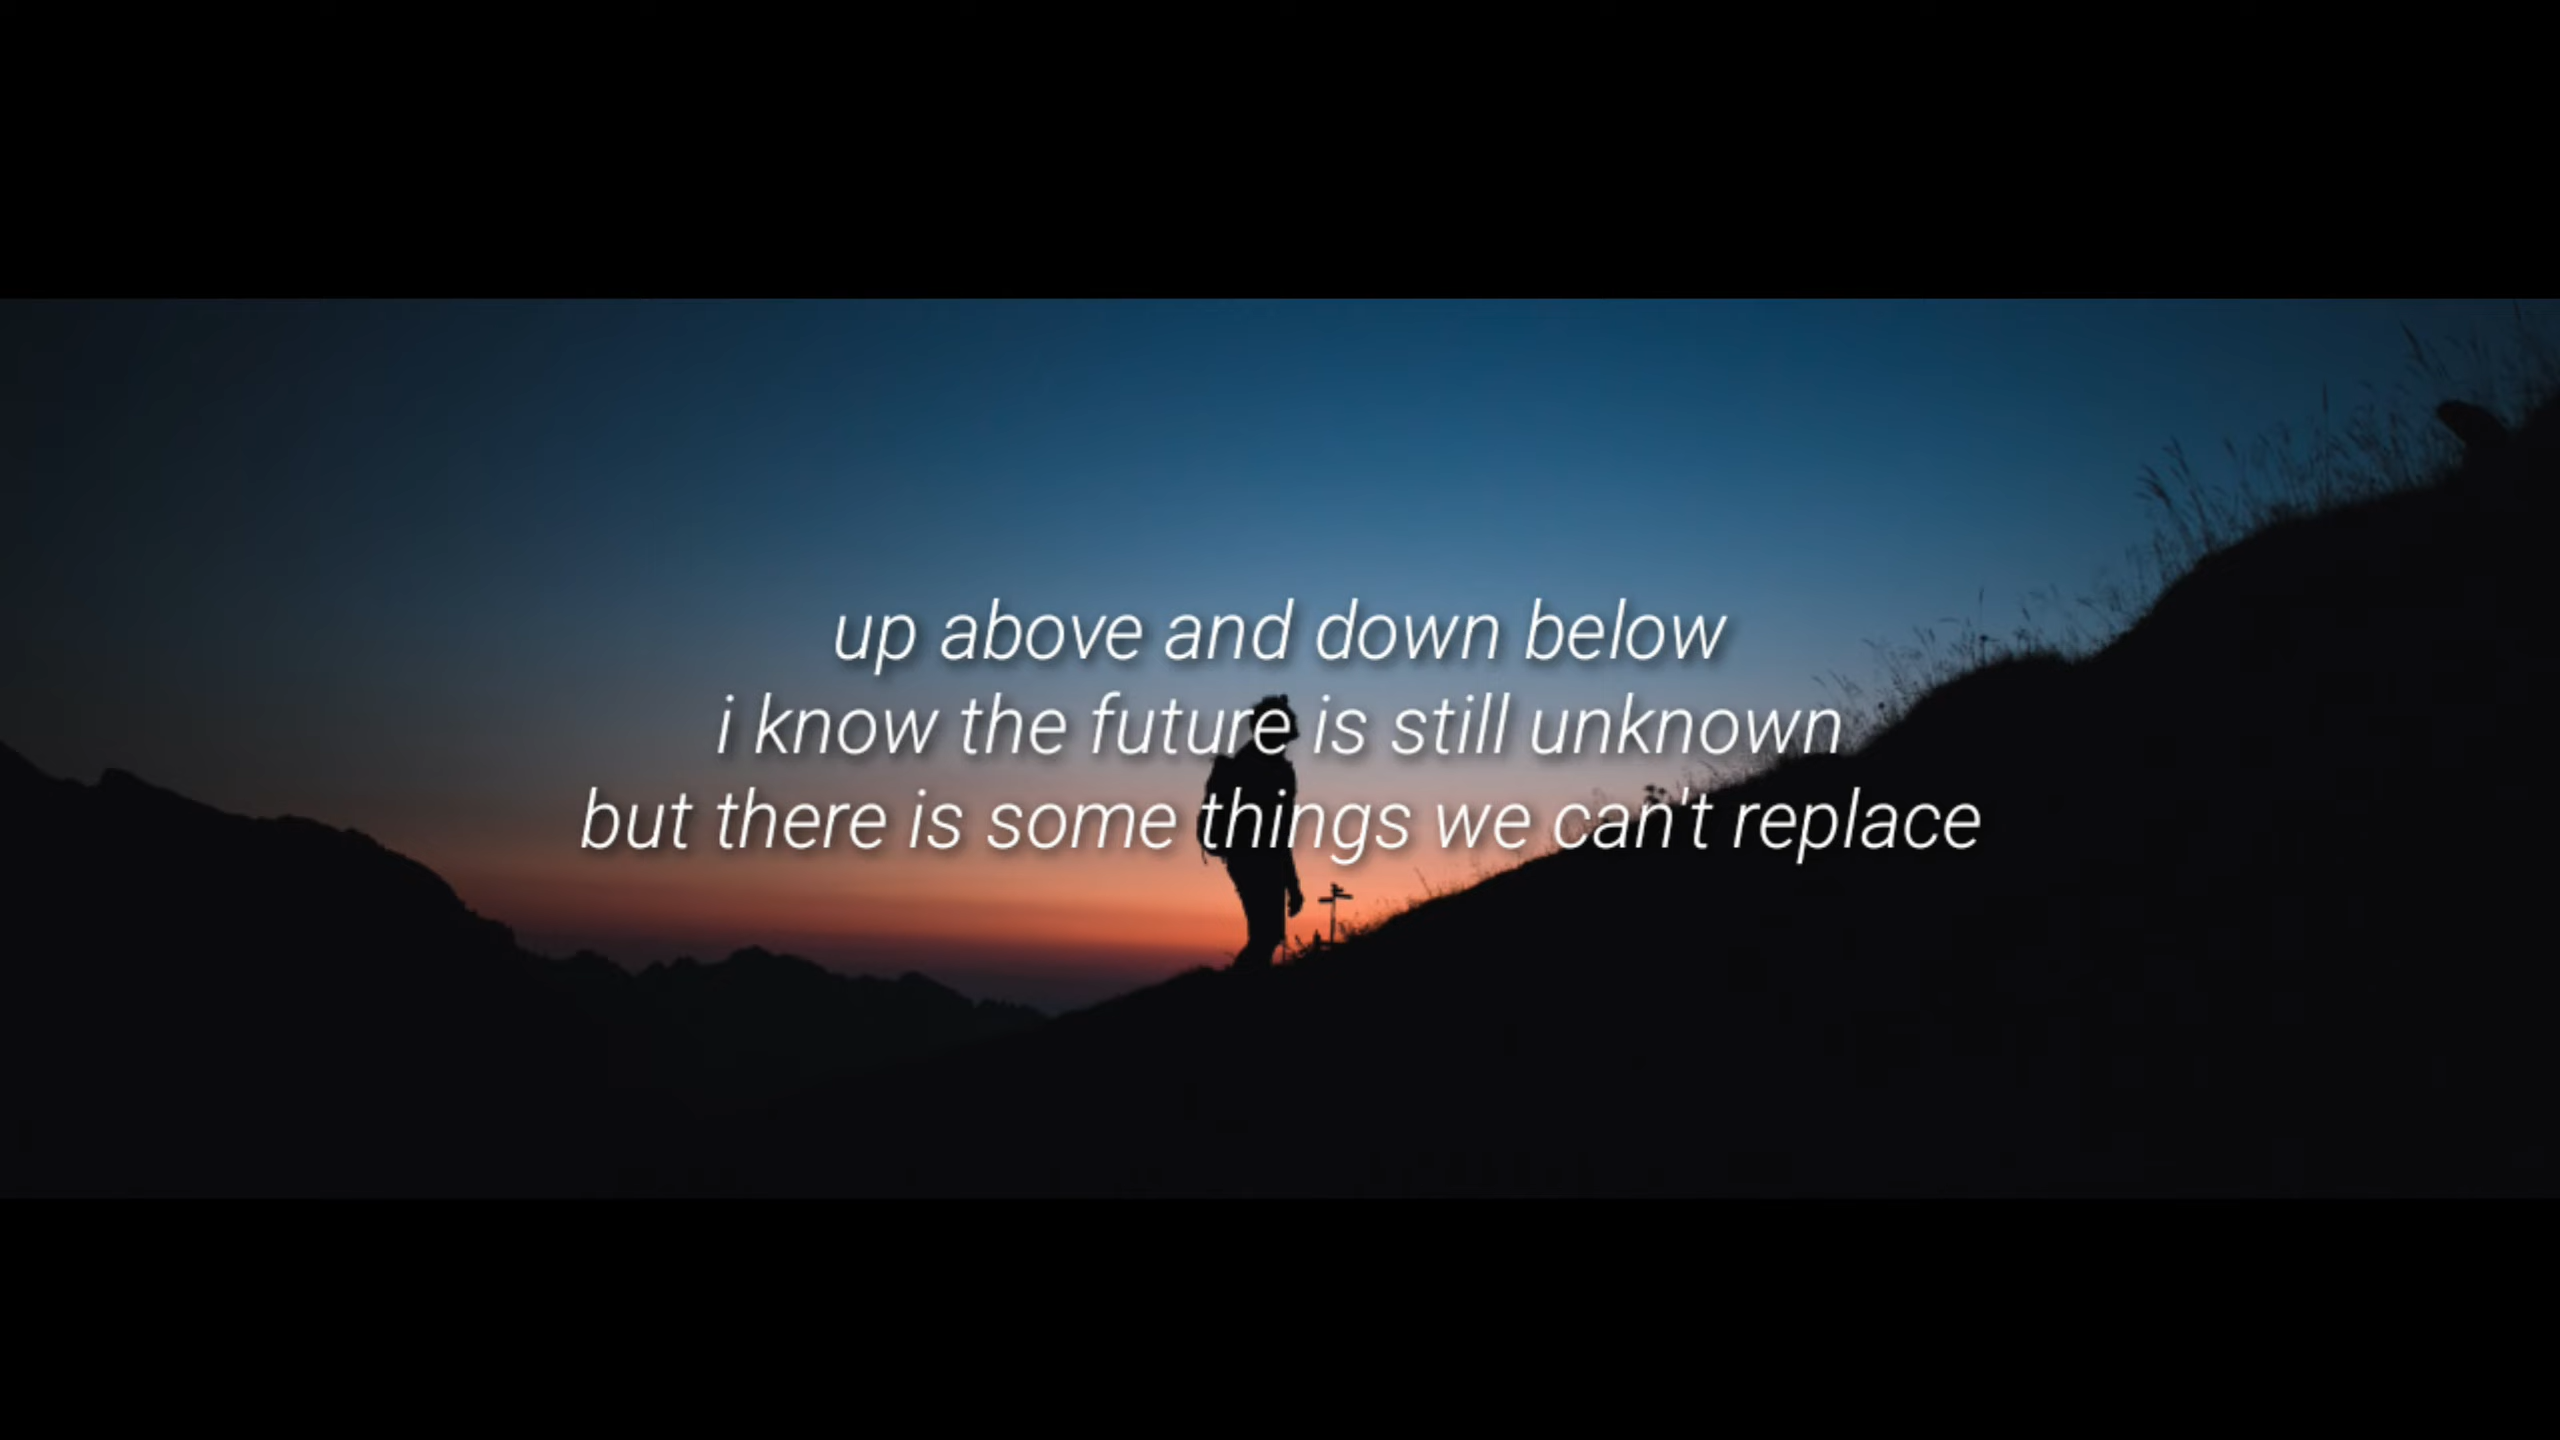 up above and down below
i know the future is still unknown
but there is some things we can't replace